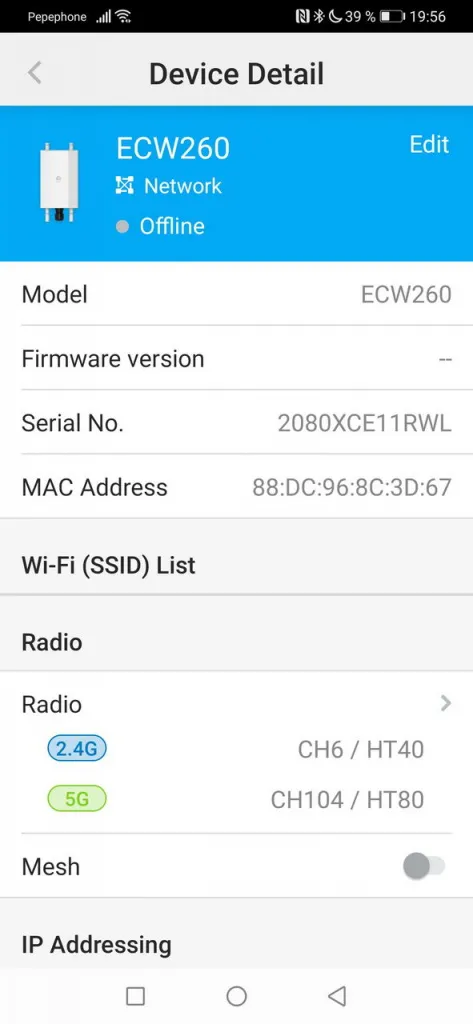 Pepephone 39 % 19:56
Device Detail
ECW260 Edit
Network
Offline
Model ECW260
Firmware version --
Serial No. 2080XCE11RWL
MAC Address 88:DC:96:8C:3D:67
Wi-Fi (SSID) List
Radio
Radio
2.4G CH6 / HT40
5G CH104 / HT80
Mesh
IP Addressing